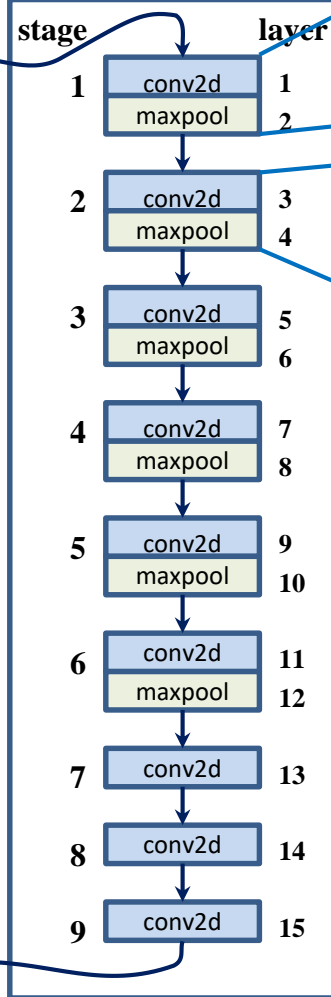 stage layer
1 conv2d 1
maxpool 2
2 conv2d 3
maxpool 4
3 conv2d 5
maxpool 6
4 conv2d 7
maxpool 8
5 conv2d 9
maxpool 10
6 conv2d 11
maxpool 12
7 conv2d 13
8 conv2d 14
9 conv2d 15